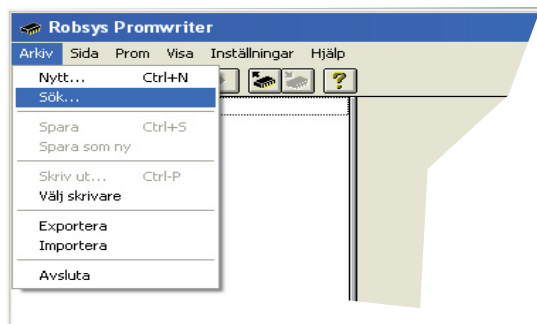 Robsys Promwriter
Arkiv Sida Prom Visa Inställningar Hjälp
Nytt... Ctrl+N
Sök...
Spara Ctrl+S
Spara som ny
Skriv ut... Ctrl-P
Välj skrivare
Exportera
Importera
Avsluta